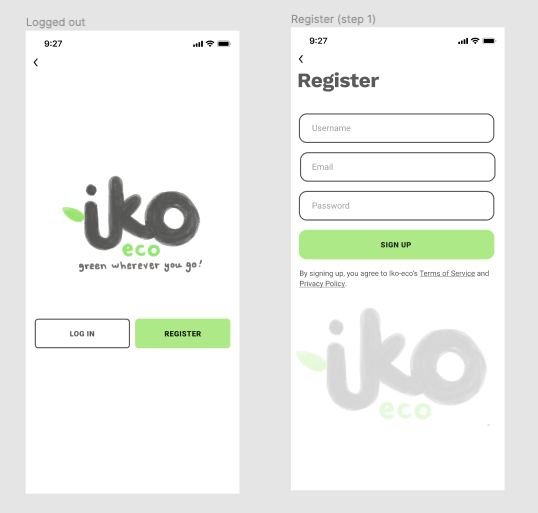 Logged out
9:27
iko
eco
green wherever you go!
LOG IN
REGISTER
Register (step 1)
9:27
Register
Username
Email
Password
SIGN UP
By signing up, you agree to Iko-eco's Terms of Service and
Privacy Policy.
iko
eco